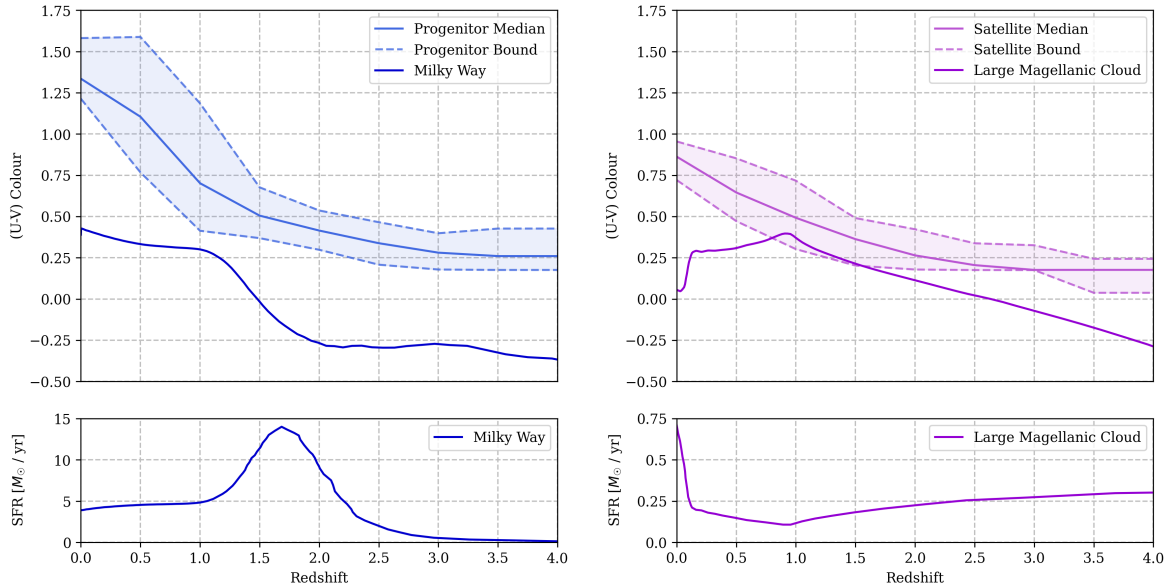 1.75
1.50
1.25
1.00
0.75
0.50
0.25
0.00
−0.25
−0.50
(U-V) Colour
Progenitor Median
Progenitor Bound
Milky Way
1.75
1.50
1.25
1.00
0.75
0.50
0.25
0.00
−0.25
−0.50
(U-V) Colour
Satellite Median
Satellite Bound
Large Magellanic Cloud
15
10
5
0
SFR [M⊙ / yr]
Milky Way
0.0 0.5 1.0 1.5 2.0 2.5 3.0 3.5 4.0
Redshift
0.75
0.5
0.25
0.0
SFR [M⊙ / yr]
Large Magellanic Cloud
0.0 0.5 1.0 1.5 2.0 2.5 3.0 3.5 4.0
Redshift